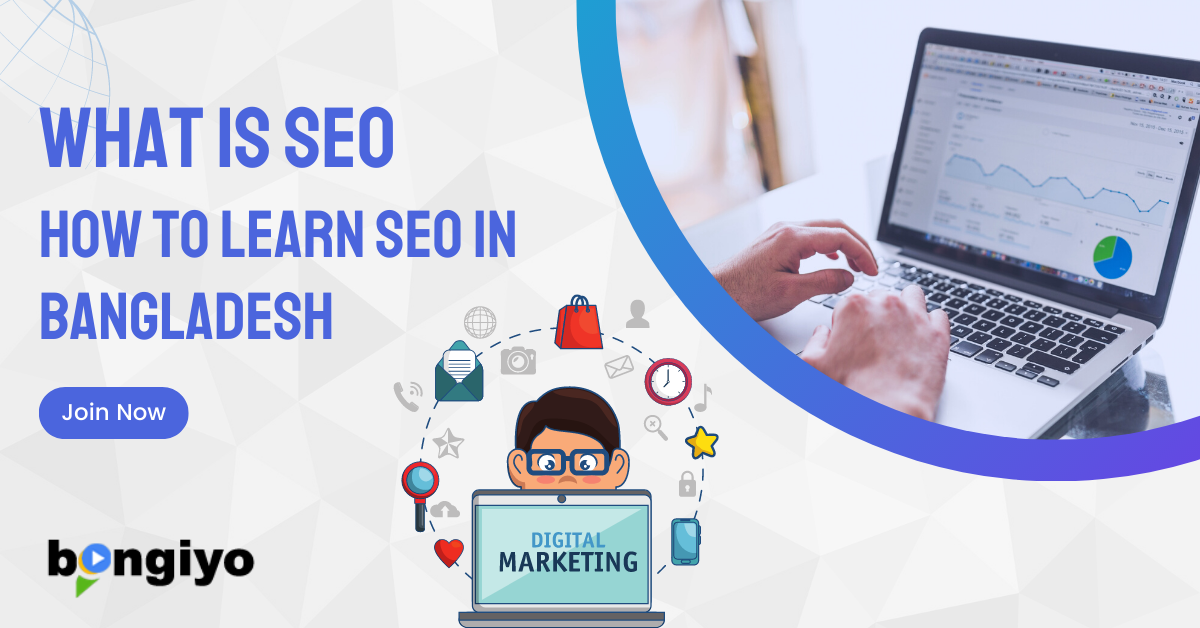 WHAT IS SEO
HOW TO LEARN SEO IN
BANGLADESH
Join Now
DIGITAL
MARKETING
bongiyo